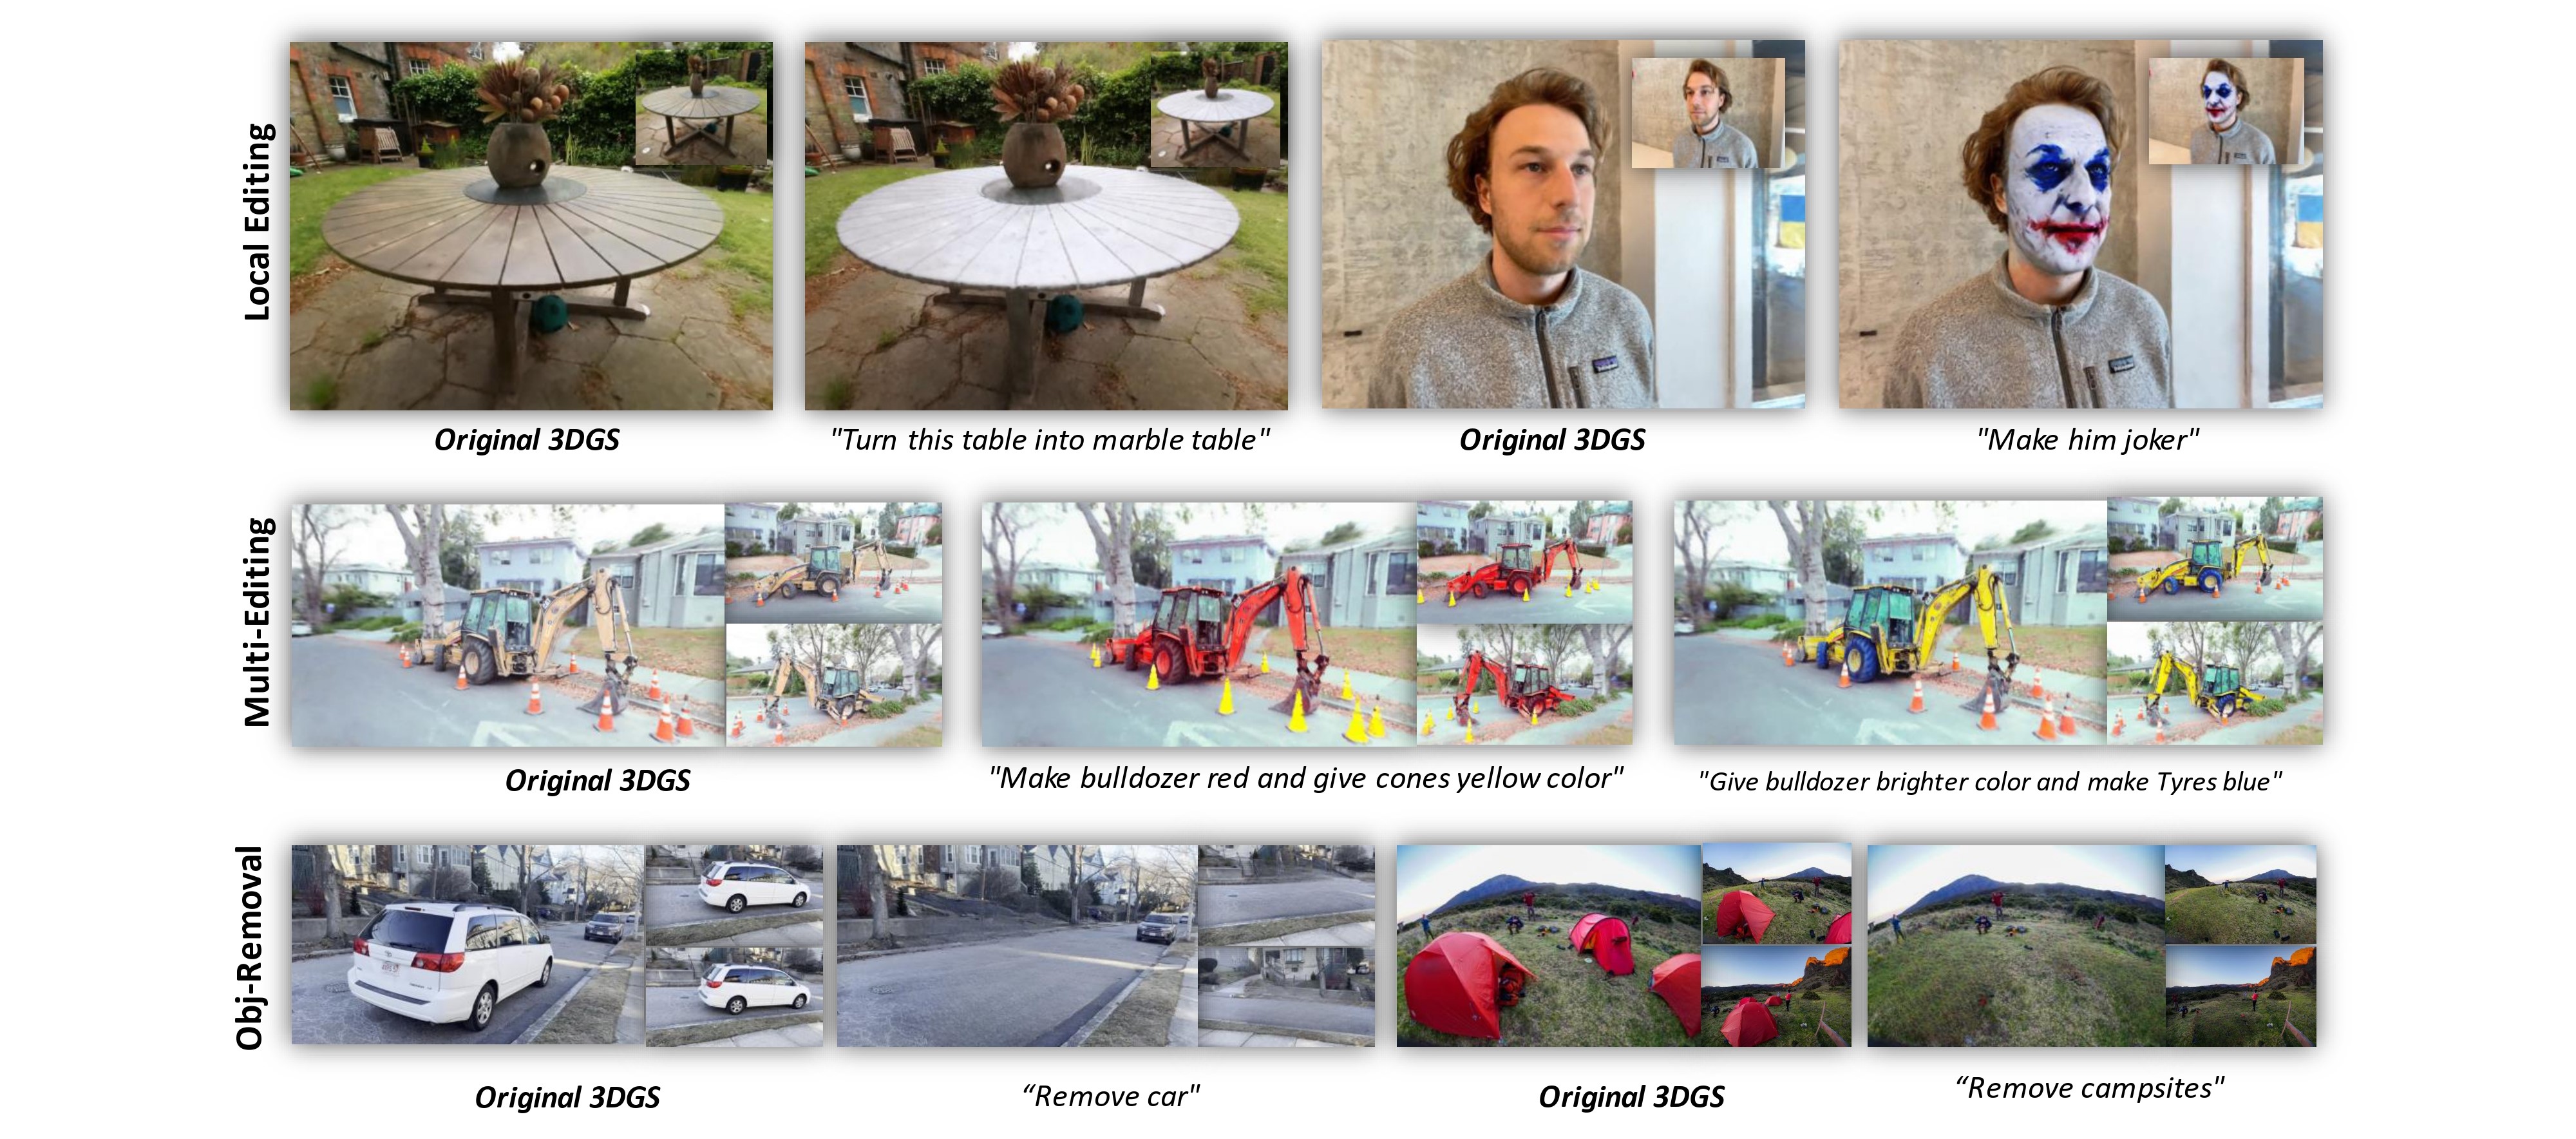 Local Editing
Original 3DGS
"Turn this table into marble table"
Original 3DGS
"Make him joker"
Multi-Editing
Original 3DGS
"Make bulldozer red and give cones yellow color"
"Give bulldozer brighter color and make Tyres blue"
Obj-Removal
Original 3DGS
“Remove car"
Original 3DGS
“Remove campsites"